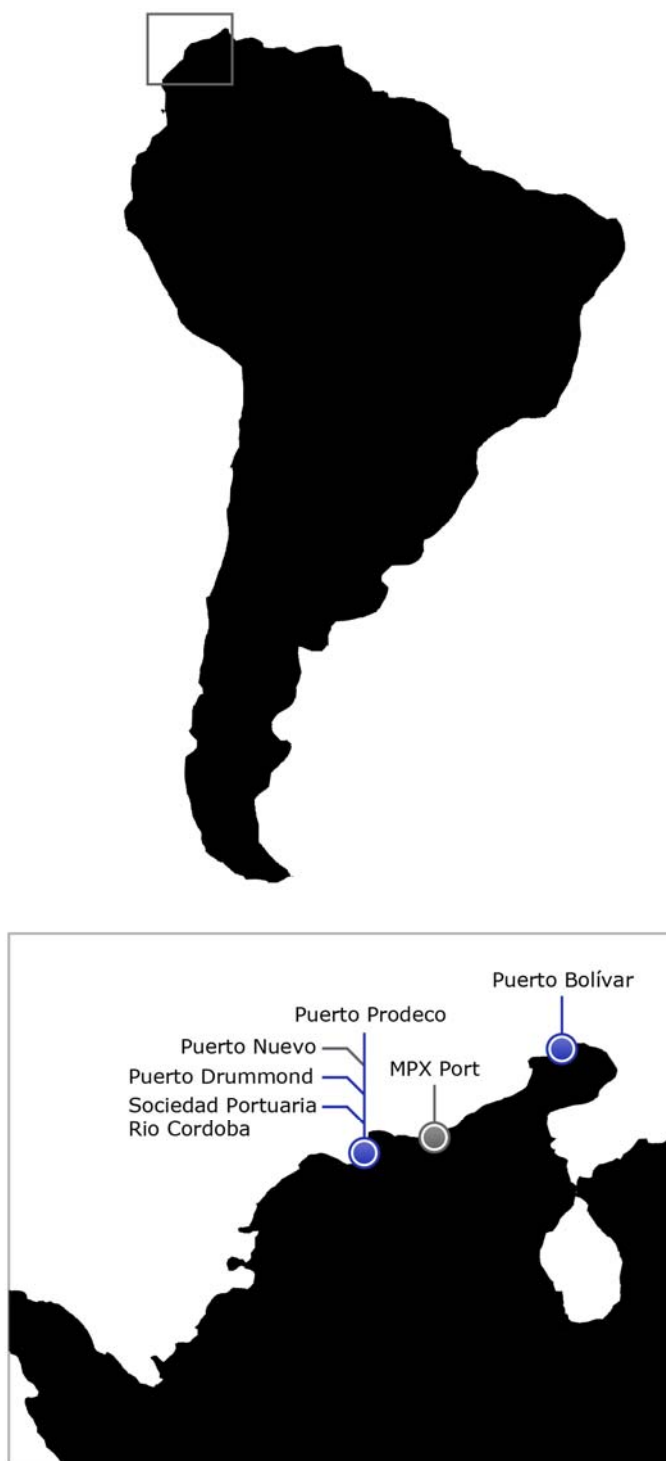 Puerto Bolívar
Puerto Prodeco
Puerto Nuevo
MPX Port
Puerto Drummond
Sociedad Portuaria
Rio Cordoba